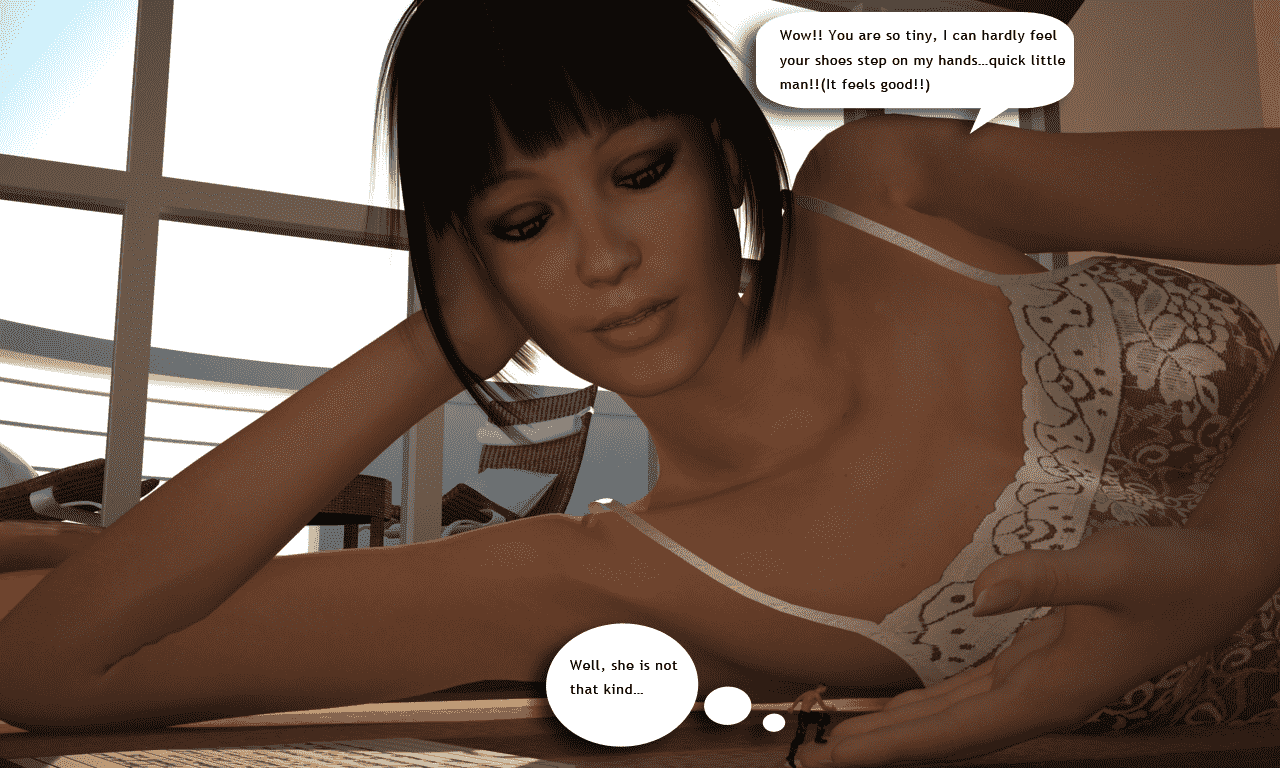 Wow!! You are so tiny, I can hardly feel
your shoes step on my hands...quick little
man!!(It feels good!!)
Well, she is not
that kind...